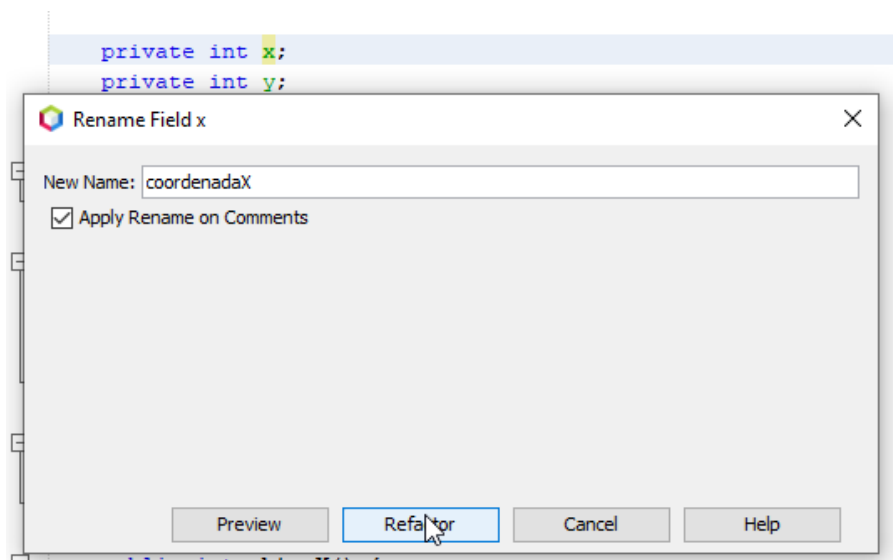 private int x;
private int y;
Rename Field x
New Name: coordenadaX
Apply Rename on Comments
Preview Refactor Cancel Help